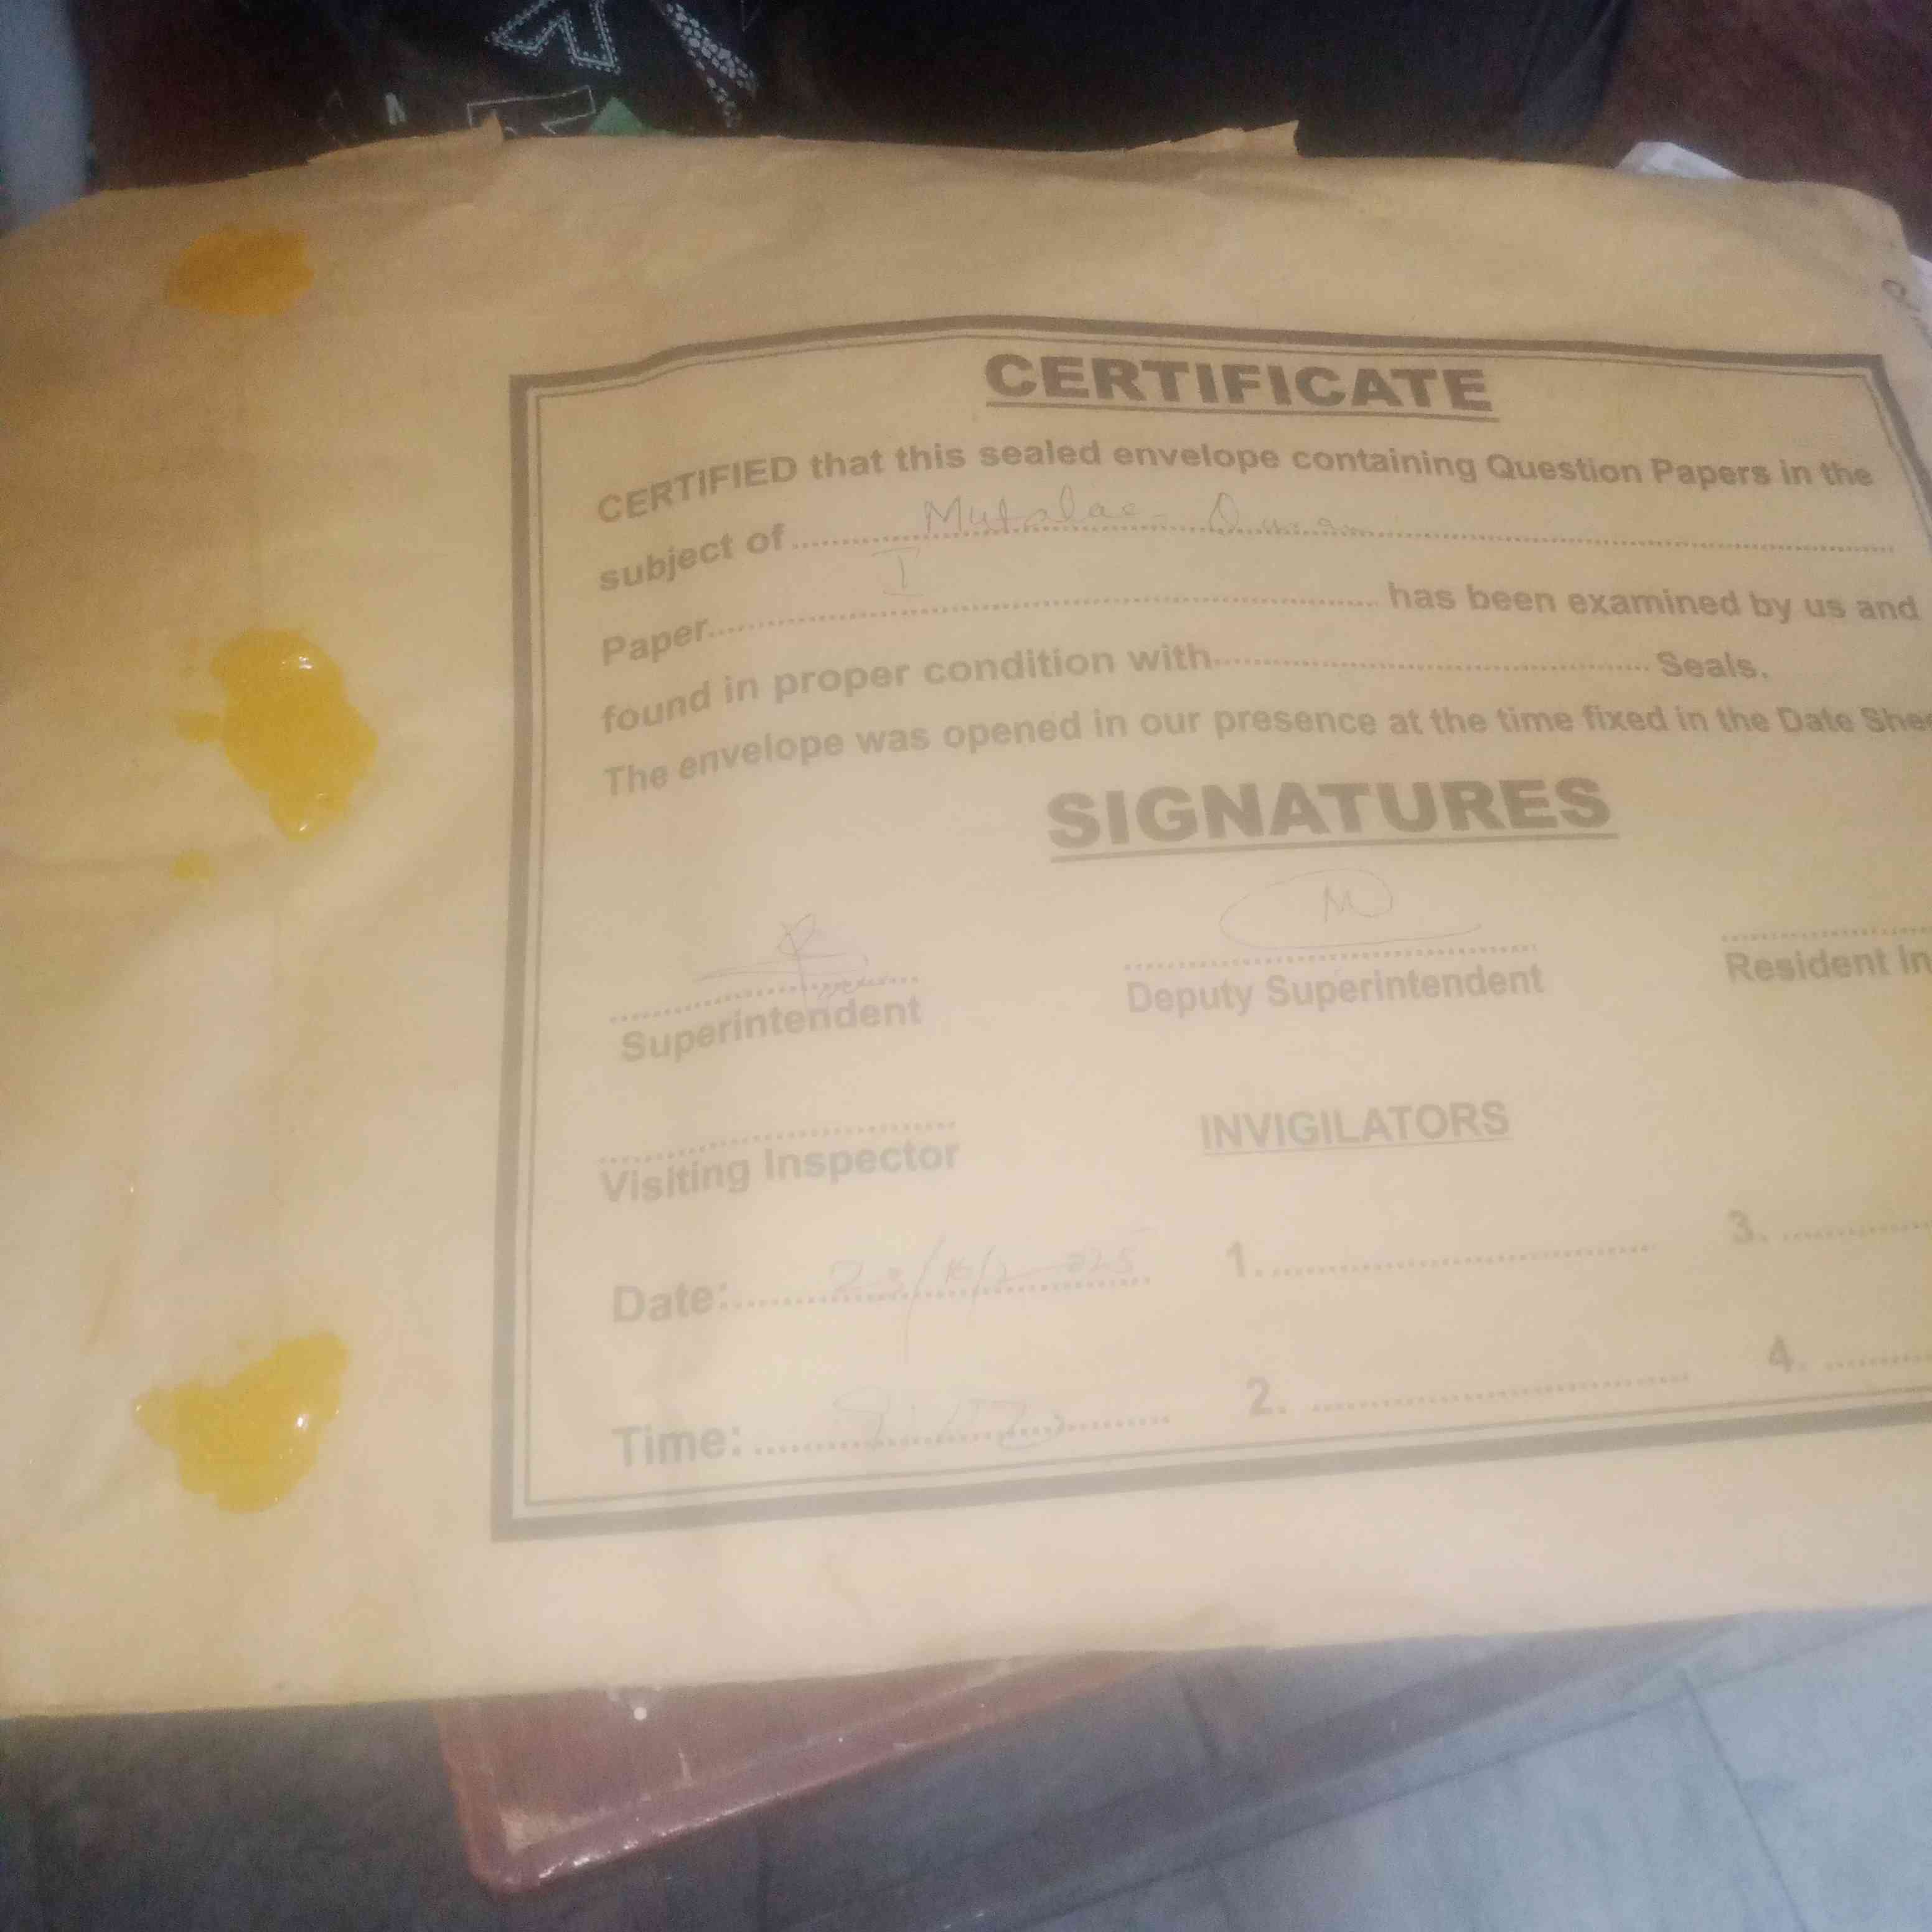 CERTIFICATE
CERTIFIED that this sealed envelope containing Question Papers in the
subject of Mutalae-
Paper I has been examined by us and
found in proper condition with Seals.
The envelope was opened in our presence at the time fixed in the Date
SIGNATURES
M
Superintendent Deputy Superintendent Resident
Visiting Inspector INVIGILATORS
Date: 1. 3.
Time: 2. 4.